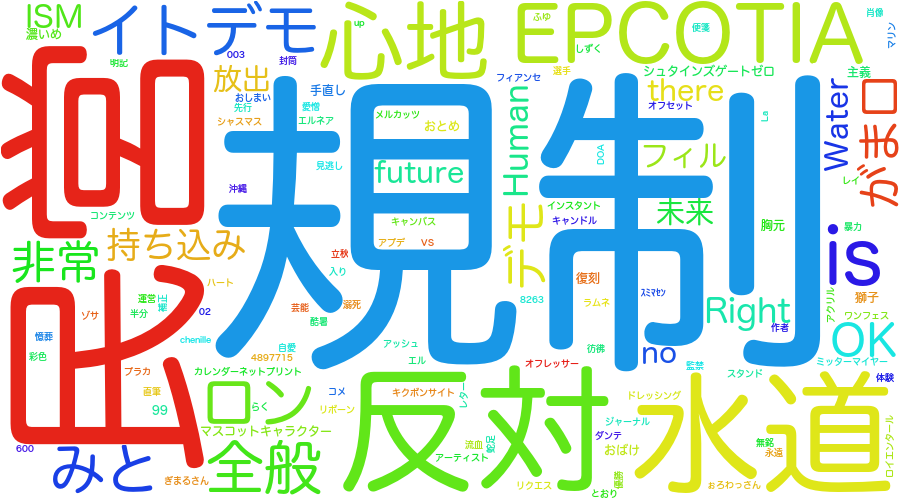 ISM
濃いめ
イトデモ
up
心地
ふゆ
EPCOTIA
しずく
便箋
肖像
マリン
明記
003
封筒
放出
おしまい
先行
シャスマス
手直し
愛憎
エルネア
フィアンセ
選手
シュタインズゲートゼロ
主義
there
オフセット
La
Water
がま口
メルカッツ
おとめ
Human
規制
future
見逃し
DOA
フィル
レイ
沖縄
インスタント
未来
コンテンツ
キャンバス
キャンドル
胸元
暴力
is
非常
持ち込み
アプデ
vs
立秋
入り
デモ
復刻
ハート
運営
半分
ゾサ
02
芸能
溺死
酷暑
8263
ラムネ
スミマセン
Right
作者
アクリル
獅子
ワンフェス
OK
憶葬
彩色
chenille
自愛
アッシュ
エル
4897715
彷彿
no
ミッターマイヤー
プラカ
カレンダーネットプリント
オフレッサー
監禁
スタンド
体験
直筆
99
ロン
らく
コメ
リボーン
キクボンサイト
レター
反対
ドレッシング
水道
マスコットキャラクター
ジャーナル
ダンテ
おばけ
無銘
永遠
ロイエンタール
600
みと
全般
流血
蛇足
アーティスト
ぎまるさん
リクエス
とおり
ぉろわっさん